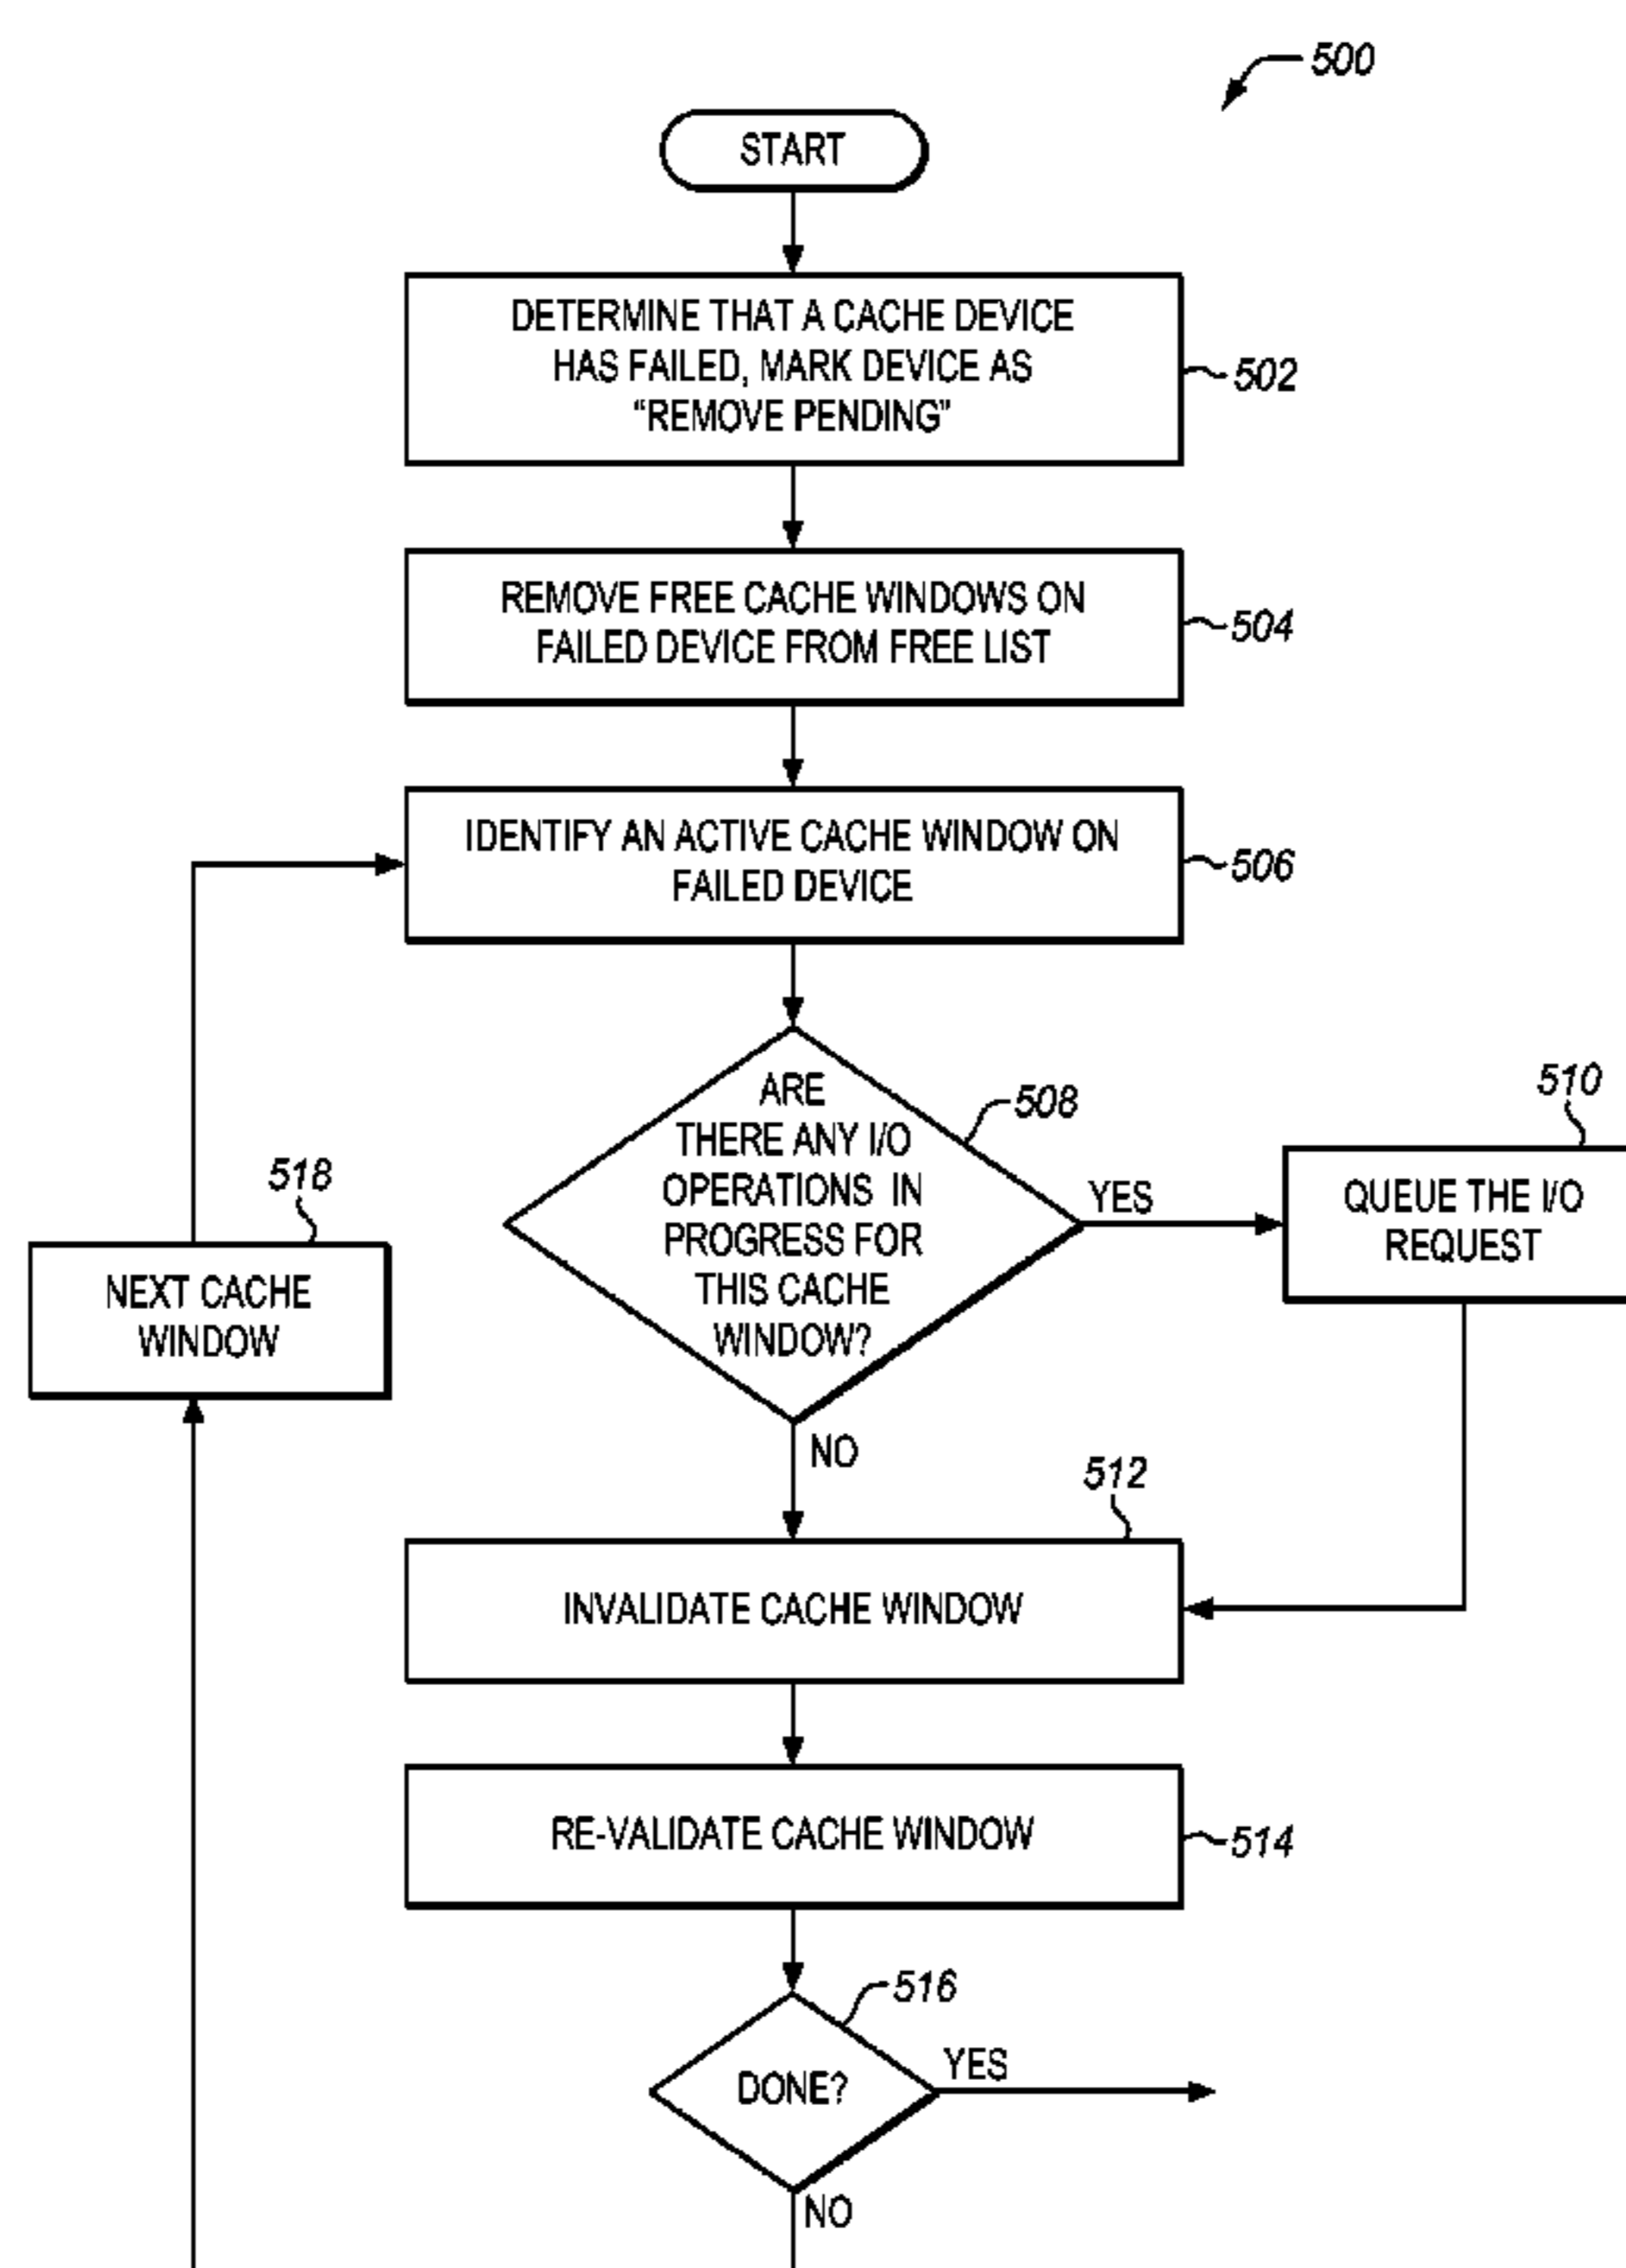 500
START
DETERMINE THAT A CACHE DEVICE
HAS FAILED, MARK DEVICE AS
“REMOVE PENDING”
502
REMOVE FREE CACHE WINDOWS ON
FAILED DEVICE FROM FREE LIST
504
IDENTIFY AN ACTIVE CACHE WINDOW ON
FAILED DEVICE
506
ARE
THERE ANY I/O
OPERATIONS IN
PROGRESS FOR
THIS CACHE
WINDOW?
508
YES
510
QUEUE THE I/O
REQUEST
518
NEXT CACHE
WINDOW
NO
512
INVALIDATE CACHE WINDOW
RE-VALIDATE CACHE WINDOW
514
516
DONE?
YES
NO